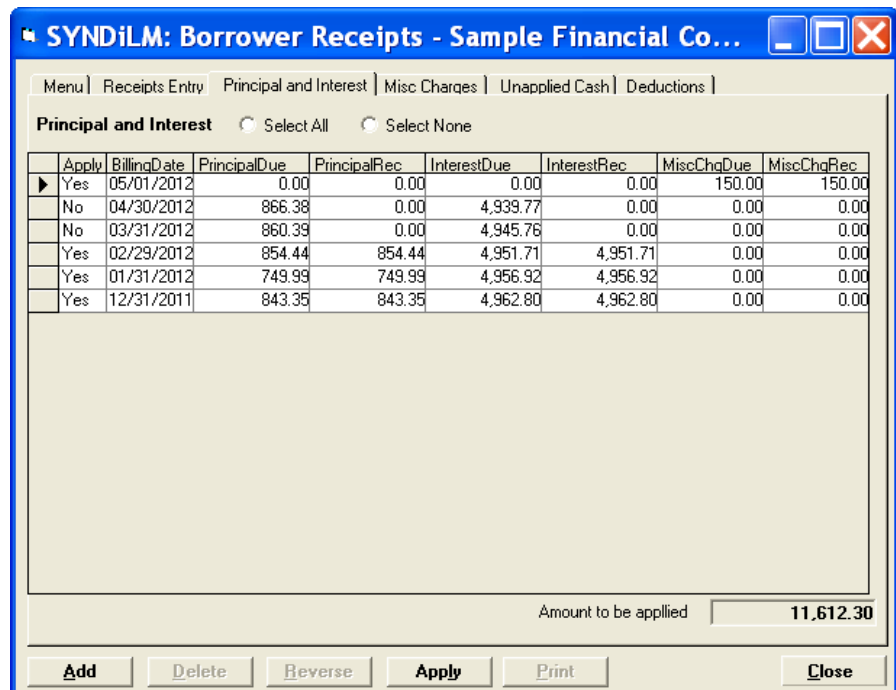 SYNDiLM: Borrower Receipts - Sample Financial Co...
Menu Receipts Entry Principal and Interest Misc Charges Unapplied Cash Deductions
Principal and Interest Select All Select None
Apply BillingDate PrincipalDue PrincipalRec InterestDue InterestRec MiscChgDue MiscChgRec
Yes 05/01/2012 0.00 0.00 0.00 0.00 150.00 150.00
No 04/30/2012 866.38 0.00 4,939.77 0.00 0.00 0.00
No 03/31/2012 860.39 0.00 4,945.76 0.00 0.00 0.00
Yes 02/29/2012 854.44 854.44 4,951.71 4,951.71 0.00 0.00
Yes 01/31/2012 749.99 749.99 4,956.92 4,956.92 0.00 0.00
Yes 12/31/2011 843.35 843.35 4,962.80 4,962.80 0.00 0.00
Amount to be appllied 11,612.30
Add Delete Reverse Apply Print Close